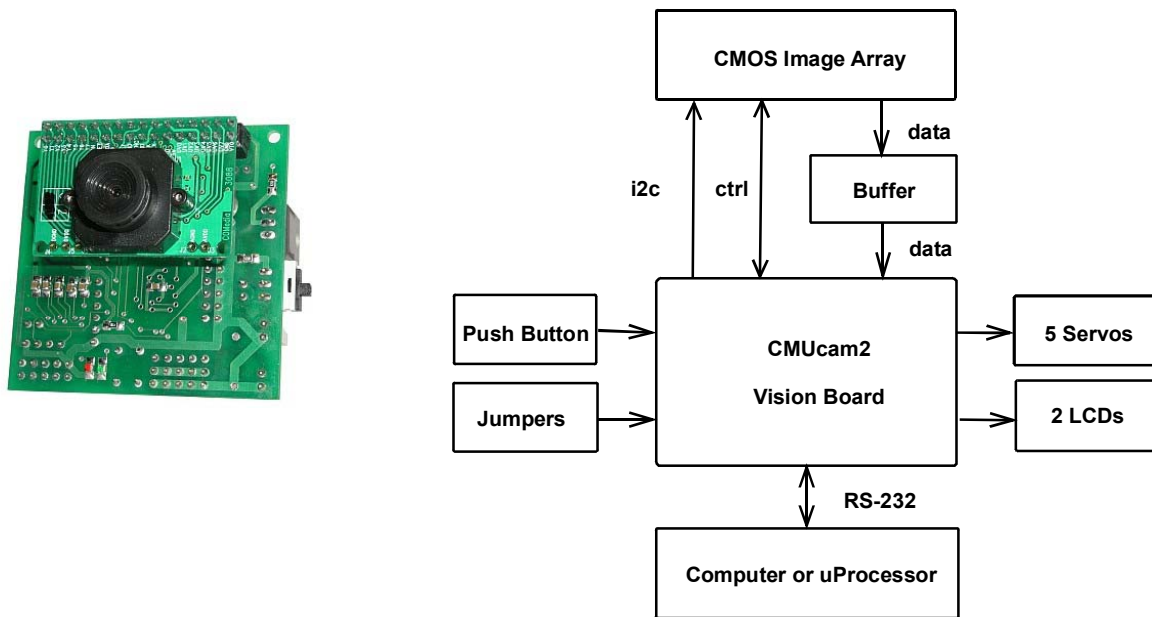 CMOS Image Array
data
i2c
ctrl
Buffer
data
Push Button
CMUcam2
Vision Board
5 Servos
Jumpers
2 LCDs
RS-232
Computer or uProcessor
3088